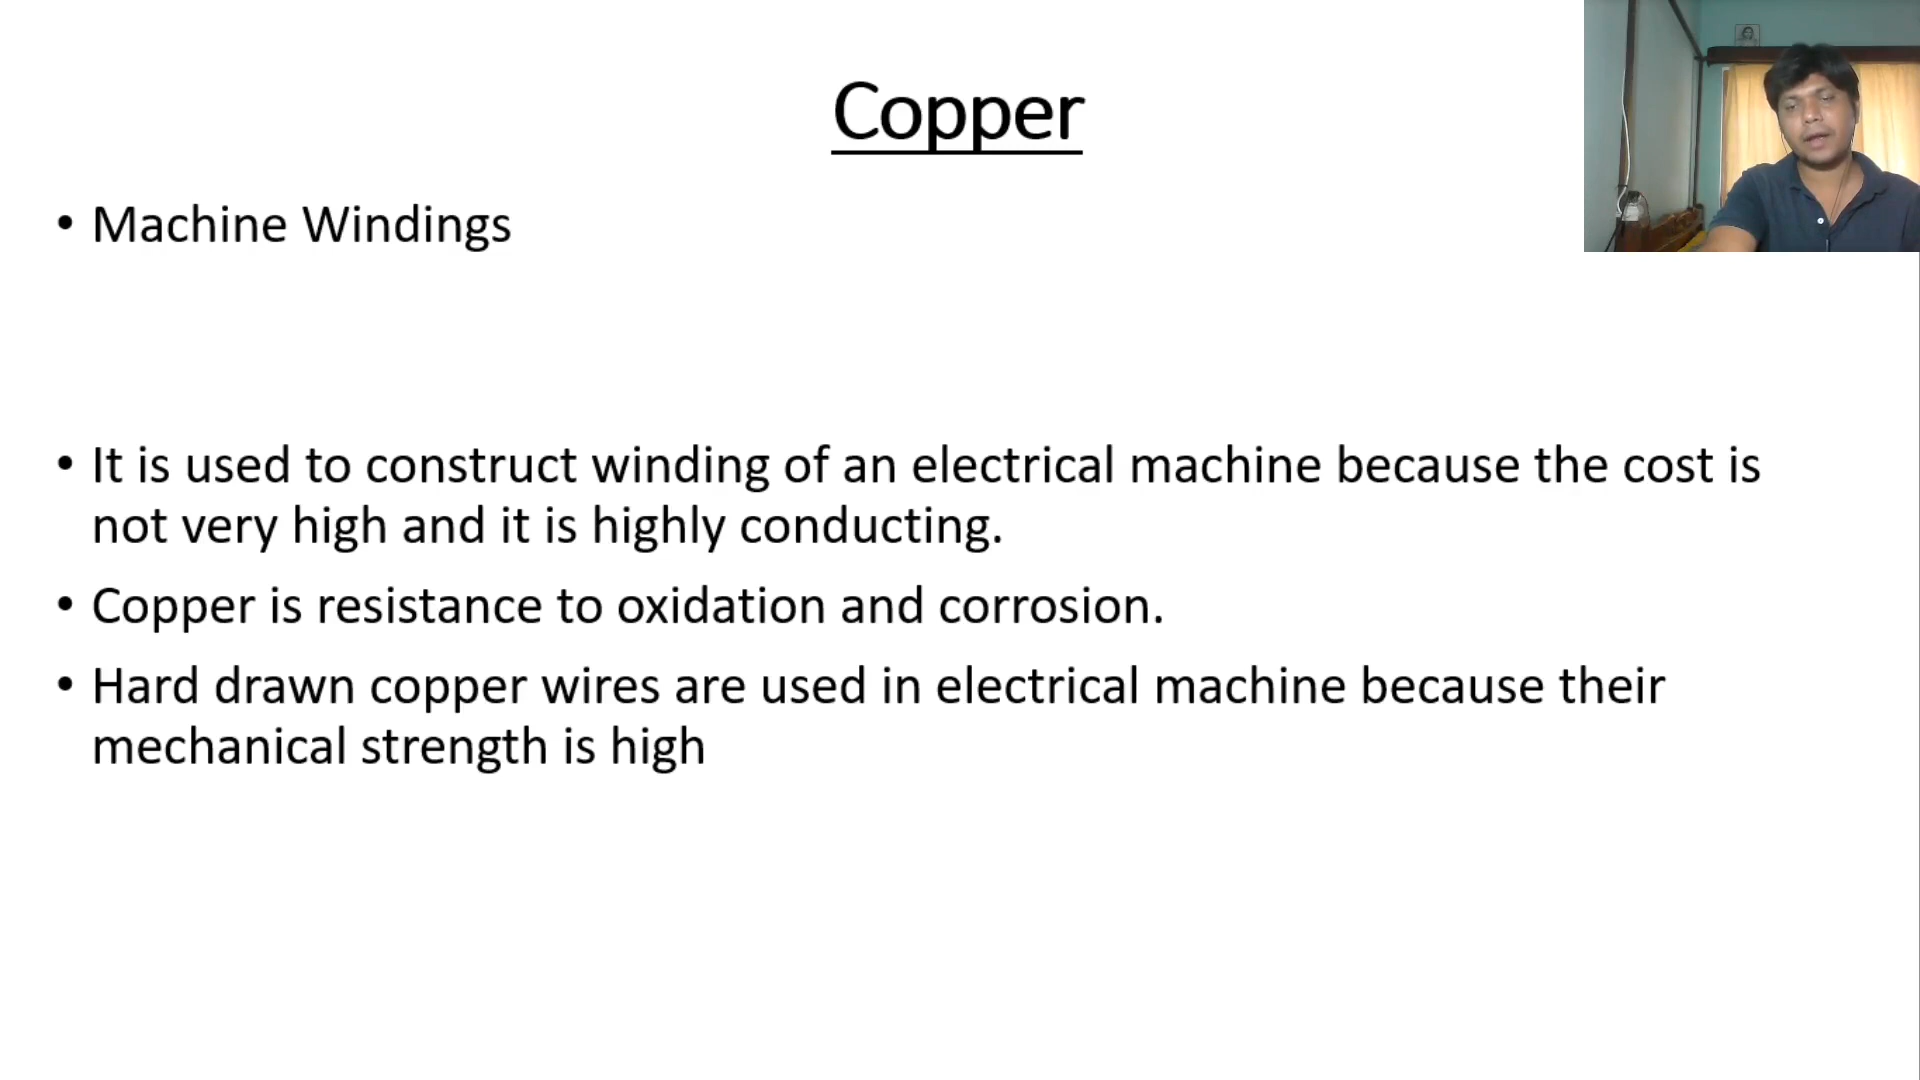 Copper
• Machine Windings
• It is used to construct winding of an electrical machine because the cost is
not very high and it is highly conducting.
• Copper is resistance to oxidation and corrosion.
• Hard drawn copper wires are used in electrical machine because their
mechanical strength is high